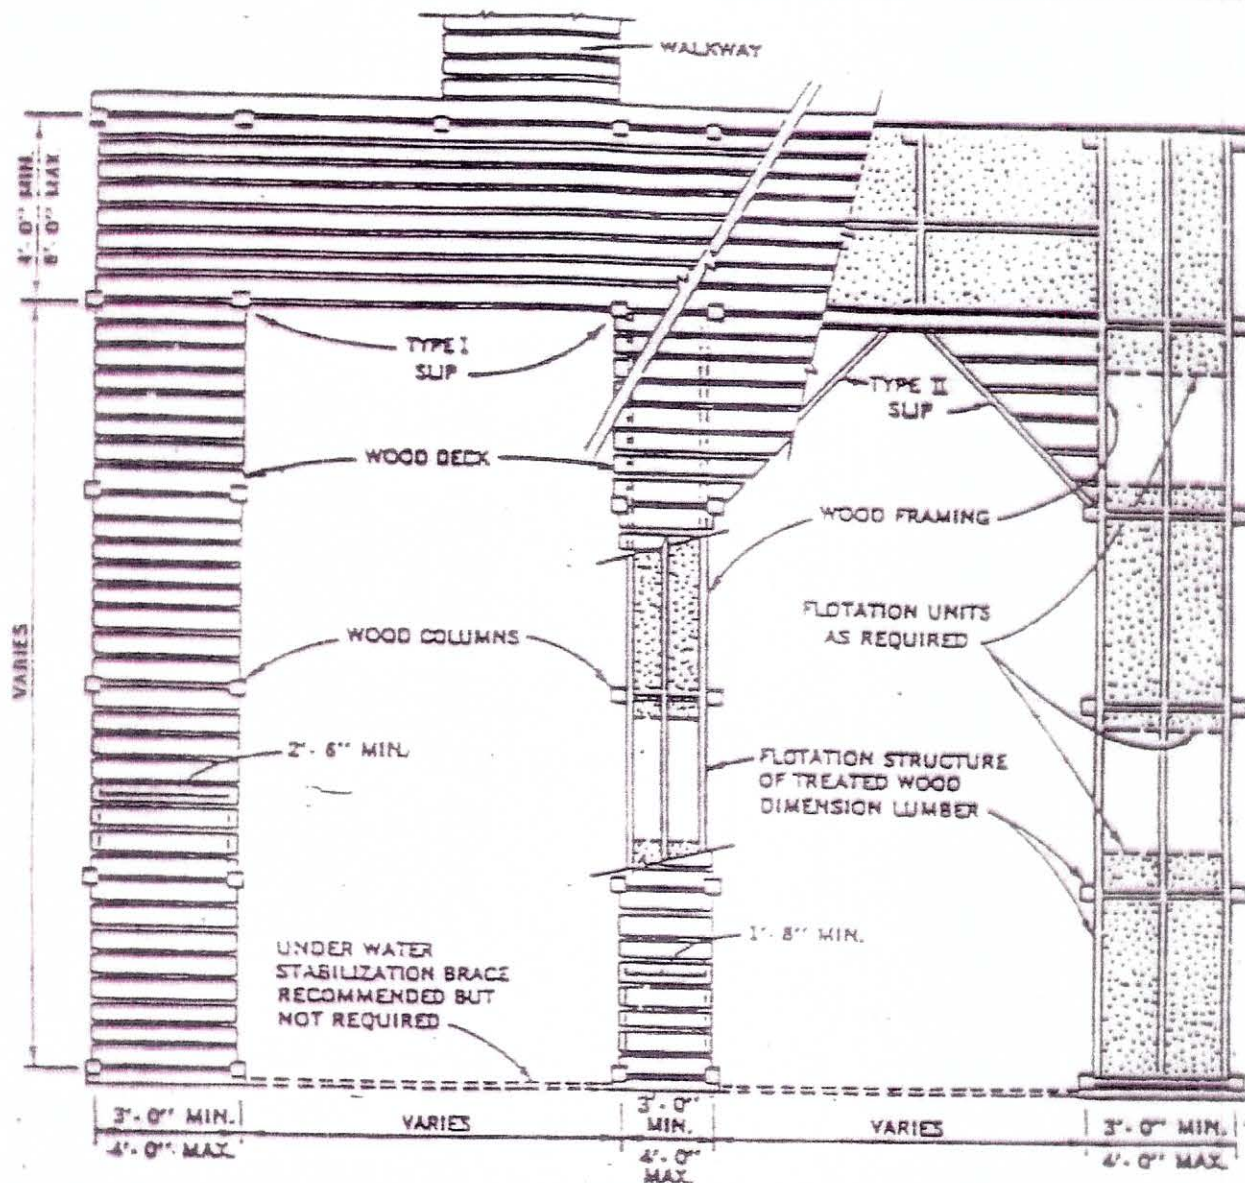 WALKWAY
4'-0" MIN.
8'-0" MAX
TYPE I
SLIP
TYPE II
SLIP
WOOD DECK
WOOD FRAMING
FLOTATION UNITS
AS REQUIRED
WOOD COLUMNS
VARIES
2'-6" MIN.
FLOTATION STRUCTURE
OF TREATED WOOD
DIMENSION LUMBER
1'-8" MIN.
UNDER WATER
STABILIZATION BRACE
RECOMMENDED BUT
NOT REQUIRED
3'-0" MIN.
4'-0" MAX.
VARIES
3'-0"
MIN.
4'-0"
MAX.
VARIES
3'-0" MIN.
4'-0" MAX.